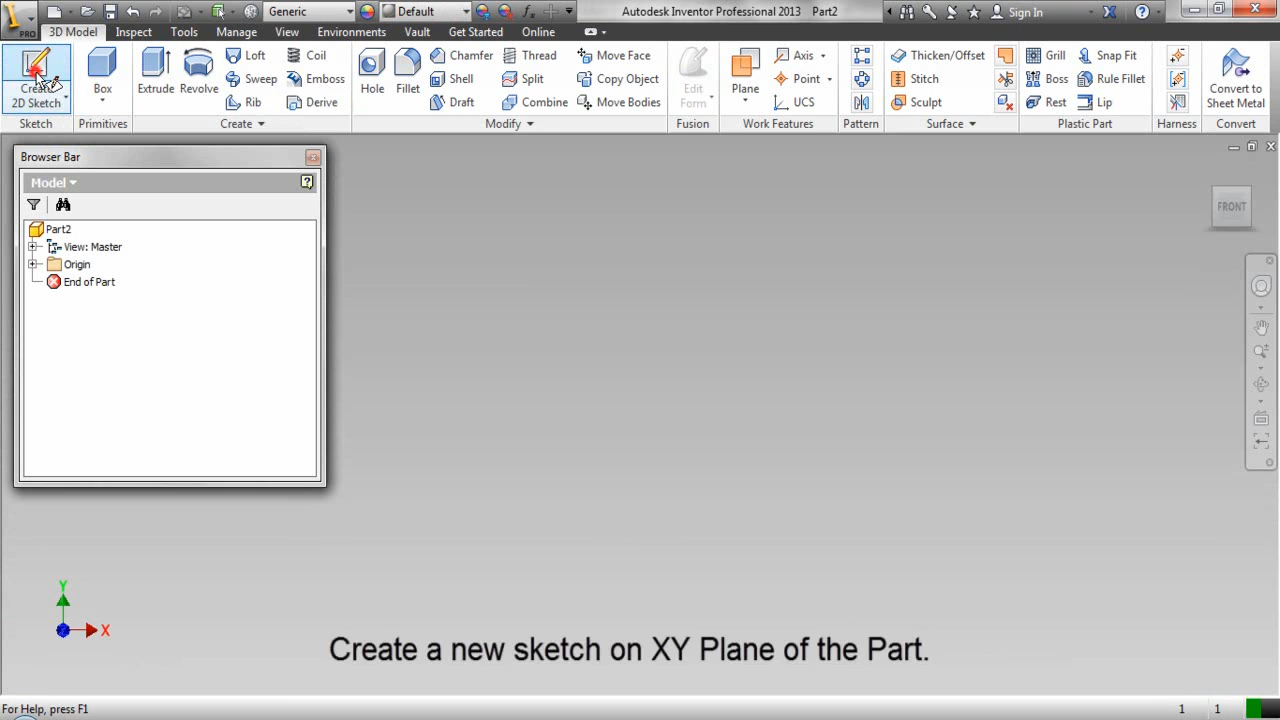 Generic
Default
Autodesk Inventor Professional 2013 Part2
Sign In
PRO
3D Model Inspect Tools Manage View Environments Vault Get Started Online
Create
2D Sketch
Sketch
Box
Primitives
Extrude
Revolve
Loft
Sweep
Rib
Coil
Emboss
Derive
Create
Hole
Fillet
Chamfer
Shell
Draft
Thread
Split
Combine
Move Face
Copy Object
Move Bodies
Modify
Edit
Form
Fusion
Plane
Axis
Point
UCS
Work Features
Pattern
Thicken/Offset
Stitch
Sculpt
Surface
Grill
Boss
Rest
Snap Fit
Rule Fillet
Lip
Plastic Part
Harness
Convert to
Sheet Metal
Convert
Browser Bar
Model
Part2
View: Master
Origin
End of Part
FRONT
Y
X
Create a new sketch on XY Plane of the Part.
For Help, press F1
1 1